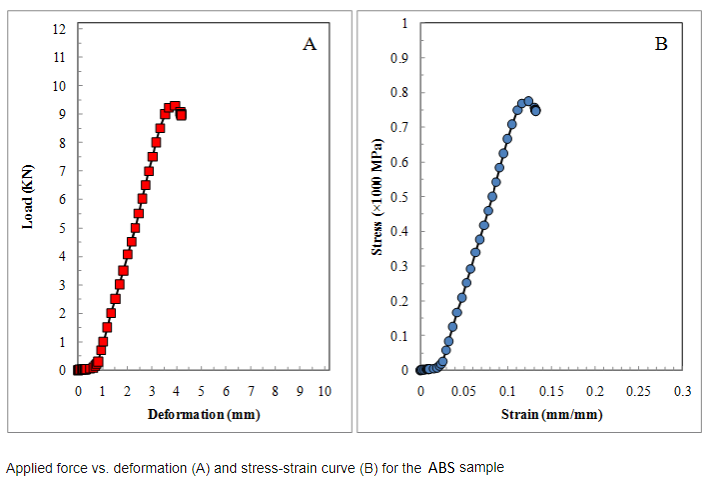 A
Load (KN)
12
11
10
9
8
7
6
5
4
3
2
1
0
0 1 2 3 4 5 6 7 8 9 10
Deformation (mm)
B
Stress (×1000 MPa)
1
0.9
0.8
0.7
0.6
0.5
0.4
0.3
0.2
0.1
0
0 0.05 0.1 0.15 0.2 0.25 0.3
Strain (mm/mm)
Applied force vs. deformation (A) and stress-strain curve (B) for the ABS sample